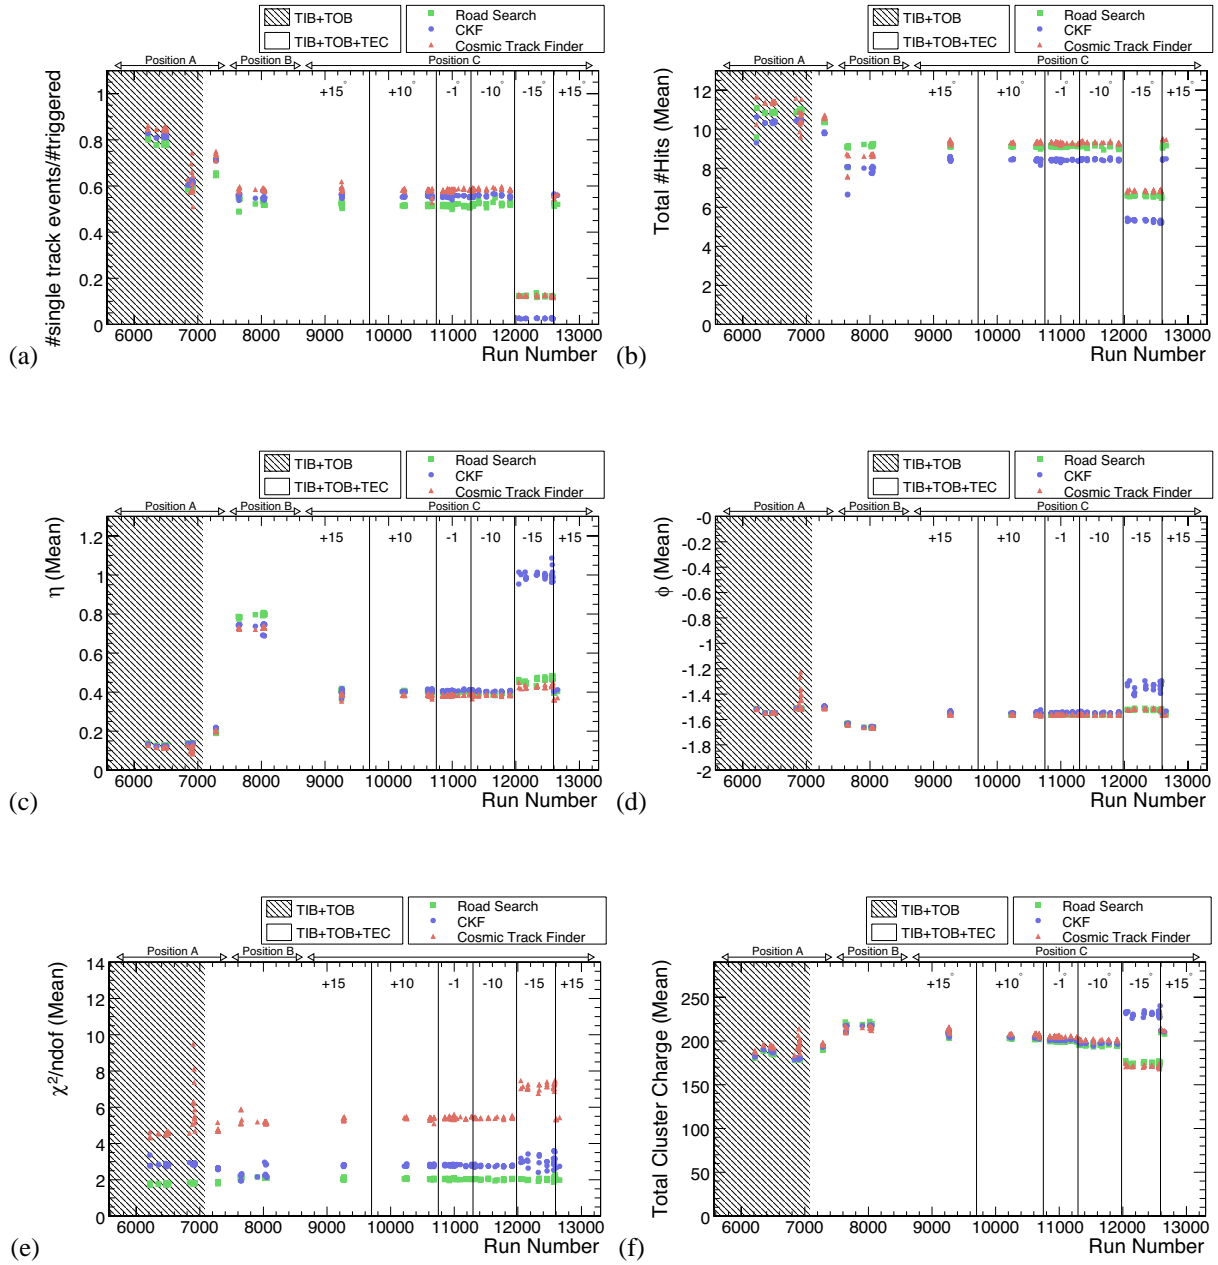 TIB+TOB
TIB+TOB+TEC
Road Search
CKF
Cosmic Track Finder
Position A
Position B
Position C
+15°
+10°
-1°
-10°
-15°
+15°
#single track events/#triggered
1
0.8
0.6
0.4
0.2
0
6000 7000 8000 9000 10000 11000 12000 13000
Run Number
(a)
TIB+TOB
TIB+TOB+TEC
Road Search
CKF
Cosmic Track Finder
Position A
Position B
Position C
+15°
+10°
-1°
-10°
-15°
+15°
Total #Hits (Mean)
12
10
8
6
4
2
0
6000 7000 8000 9000 10000 11000 12000 13000
Run Number
(b)
TIB+TOB
TIB+TOB+TEC
Road Search
CKF
Cosmic Track Finder
Position A
Position B
Position C
+15
+10
-1
-10
-15
+15
η (Mean)
1.2
1
0.8
0.6
0.4
0.2
0
6000 7000 8000 9000 10000 11000 12000 13000
Run Number
(c)
TIB+TOB
TIB+TOB+TEC
Road Search
CKF
Cosmic Track Finder
Position A
Position B
Position C
+15
+10
-1
-10
-15
+15
ϕ (Mean)
-0
-0.2
-0.4
-0.6
-0.8
-1
-1.2
-1.4
-1.6
-1.8
-2
6000 7000 8000 9000 10000 11000 12000 13000
Run Number
(d)
TIB+TOB
TIB+TOB+TEC
Road Search
CKF
Cosmic Track Finder
Position A
Position B
Position C
+15
+10
-1
-10
-15
+15
χ²/ndof (Mean)
14
12
10
8
6
4
2
0
6000 7000 8000 9000 10000 11000 12000 13000
Run Number
(e)
TIB+TOB
TIB+TOB+TEC
Road Search
CKF
Cosmic Track Finder
Position A
Position B
Position C
+15°
+10°
-1°
-10°
-15°
+15°
Total Cluster Charge (Mean)
250
200
150
100
50
0
6000 7000 8000 9000 10000 11000 12000 13000
Run Number
(f)